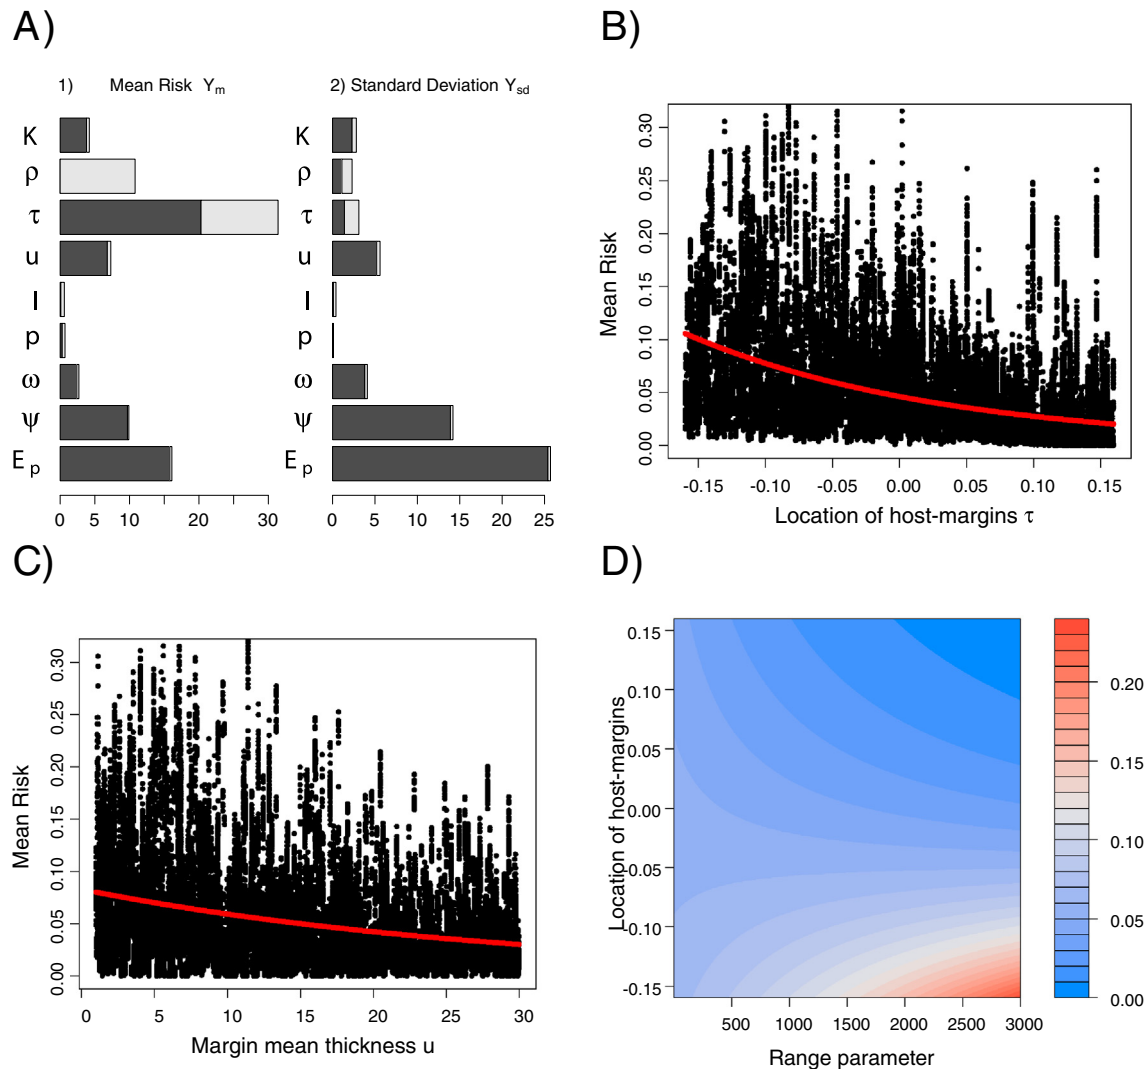 A)
1) Mean Risk Ym
2) Standard Deviation Ysd
K
ρ
τ
u
l
p
ω
ψ
Ep
0 5 10 20 30
K
ρ
τ
u
l
p
ω
ψ
Ep
0 5 10 15 20 25
B)
Mean Risk
0.30
0.25
0.20
0.15
0.10
0.05
0.00
-0.15 -0.10 -0.05 0.00 0.05 0.10 0.15
Location of host-margins τ
C)
Mean Risk
0.30
0.25
0.20
0.15
0.10
0.05
0.00
0 5 10 15 20 25 30
Margin mean thickness u
D)
Location of host-margins
0.15
0.10
0.05
0.00
-0.05
-0.10
-0.15
500 1000 1500 2000 2500 3000
Range parameter
0.20
0.15
0.10
0.05
0.00